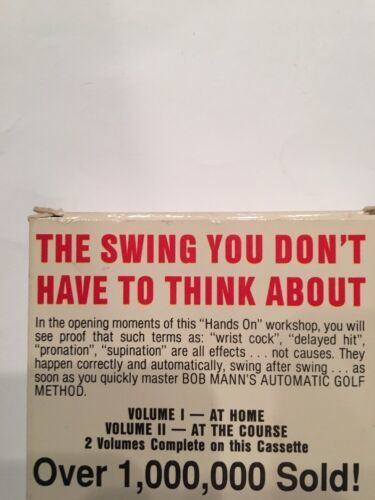 THE SWING YOU DON'T
HAVE TO THINK ABOUT
In the opening moments of this "Hands On" workshop, you will
see proof that such terms as: "wrist cock", "delayed hit",
"pronation", "supination" are all effects . . . not causes. They
happen correctly and automatically, swing after swing . . . as
soon as you quickly master BOB MANN'S AUTOMATIC GOLF
METHOD.
VOLUME I — AT HOME
VOLUME II — AT THE COURSE
2 Volumes Complete on this Cassette
Over 1,000,000 Sold!